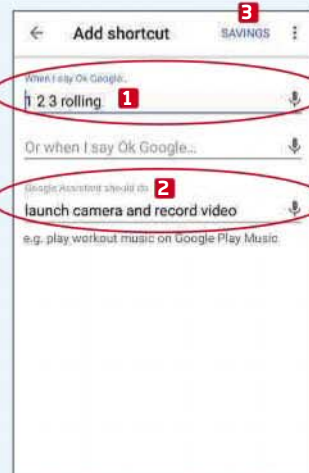 3
← Add shortcut SAVINGS
When I say Ok Google...
1 2 3 rolling 1
Or when I say Ok Google...
Google Assistant should do 2
launch camera and record video
e.g. play workout music on Google Play Music